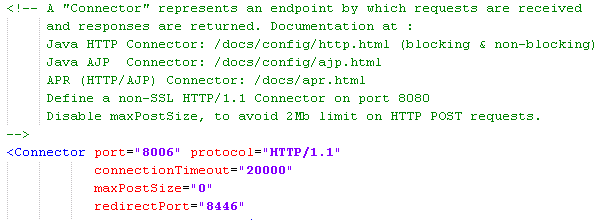 <!-- A "Connector" represents an endpoint by which requests are received
and responses are returned. Documentation at :
Java HTTP Connector: /docs/config/http.html (blocking & non-blocking)
Java AJP  Connector: /docs/config/ajp.html
APR (HTTP/AJP) Connector: /docs/apr.html
Define a non-SSL HTTP/1.1 Connector on port 8080
Disable maxPostSize, to avoid 2Mb limit on HTTP POST requests.
-->
<Connector port="8006" protocol="HTTP/1.1"
connectionTimeout="20000"
maxPostSize="0"
redirectPort="8446"